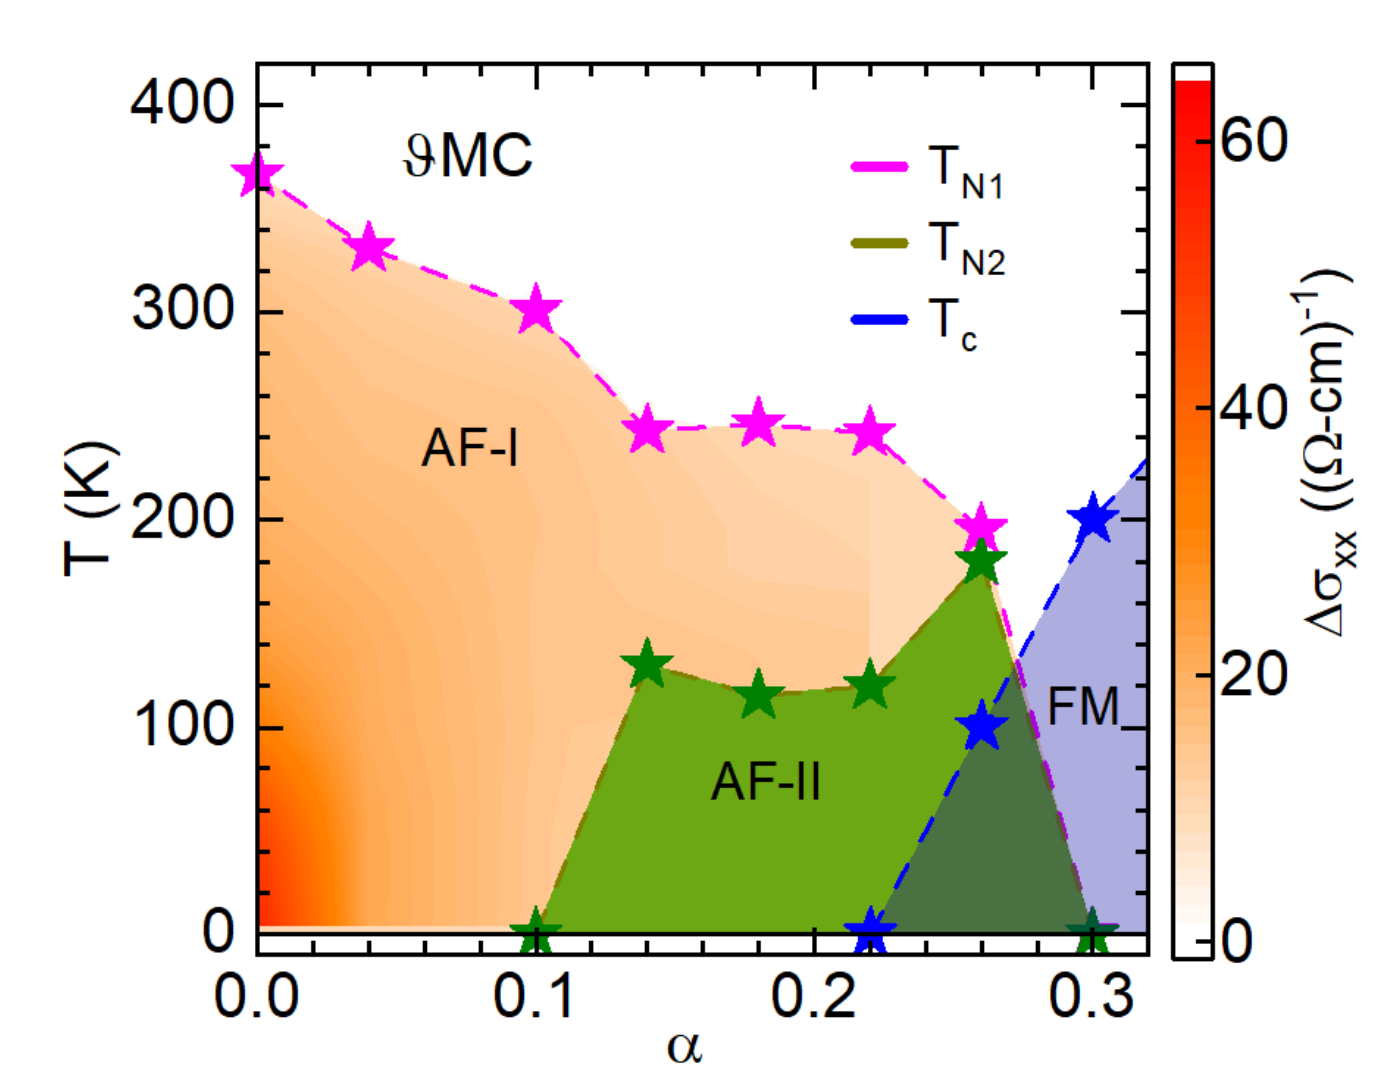 ϑMC
T_N1
T_N2
T_c
AF-I
AF-II
FM
400
300
200
100
0
T (K)
0.0 0.1 0.2 0.3
α
60
40
20
0
Δσ_xx ((Ω-cm)^-1)